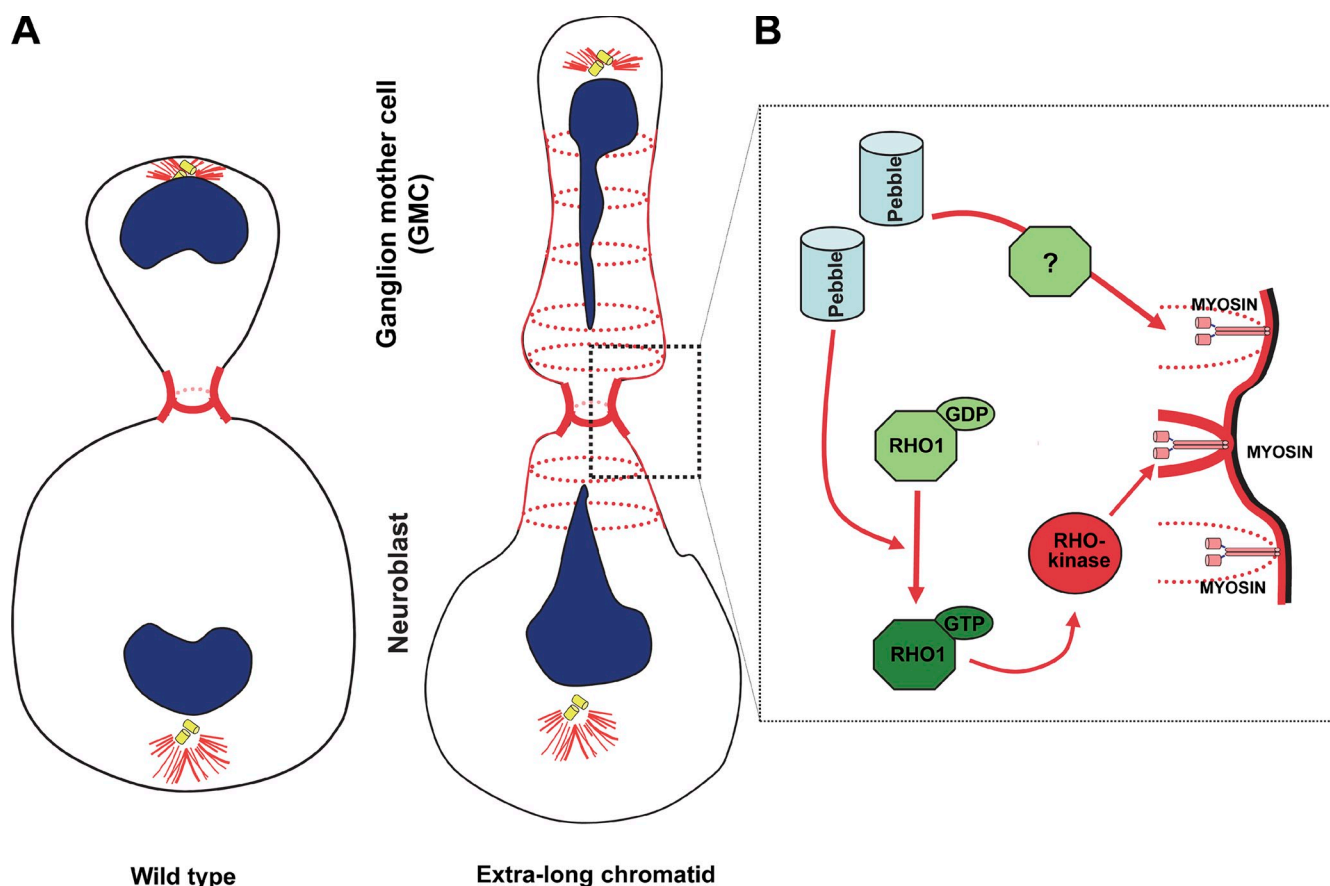 A
B
Ganglion mother cell
(GMC)
Neuroblast
Wild type
Extra-long chromatid
Pebble
Pebble
?
MYOSIN
GDP
RHO1
MYOSIN
RHO-
kinase
MYOSIN
GTP
RHO1